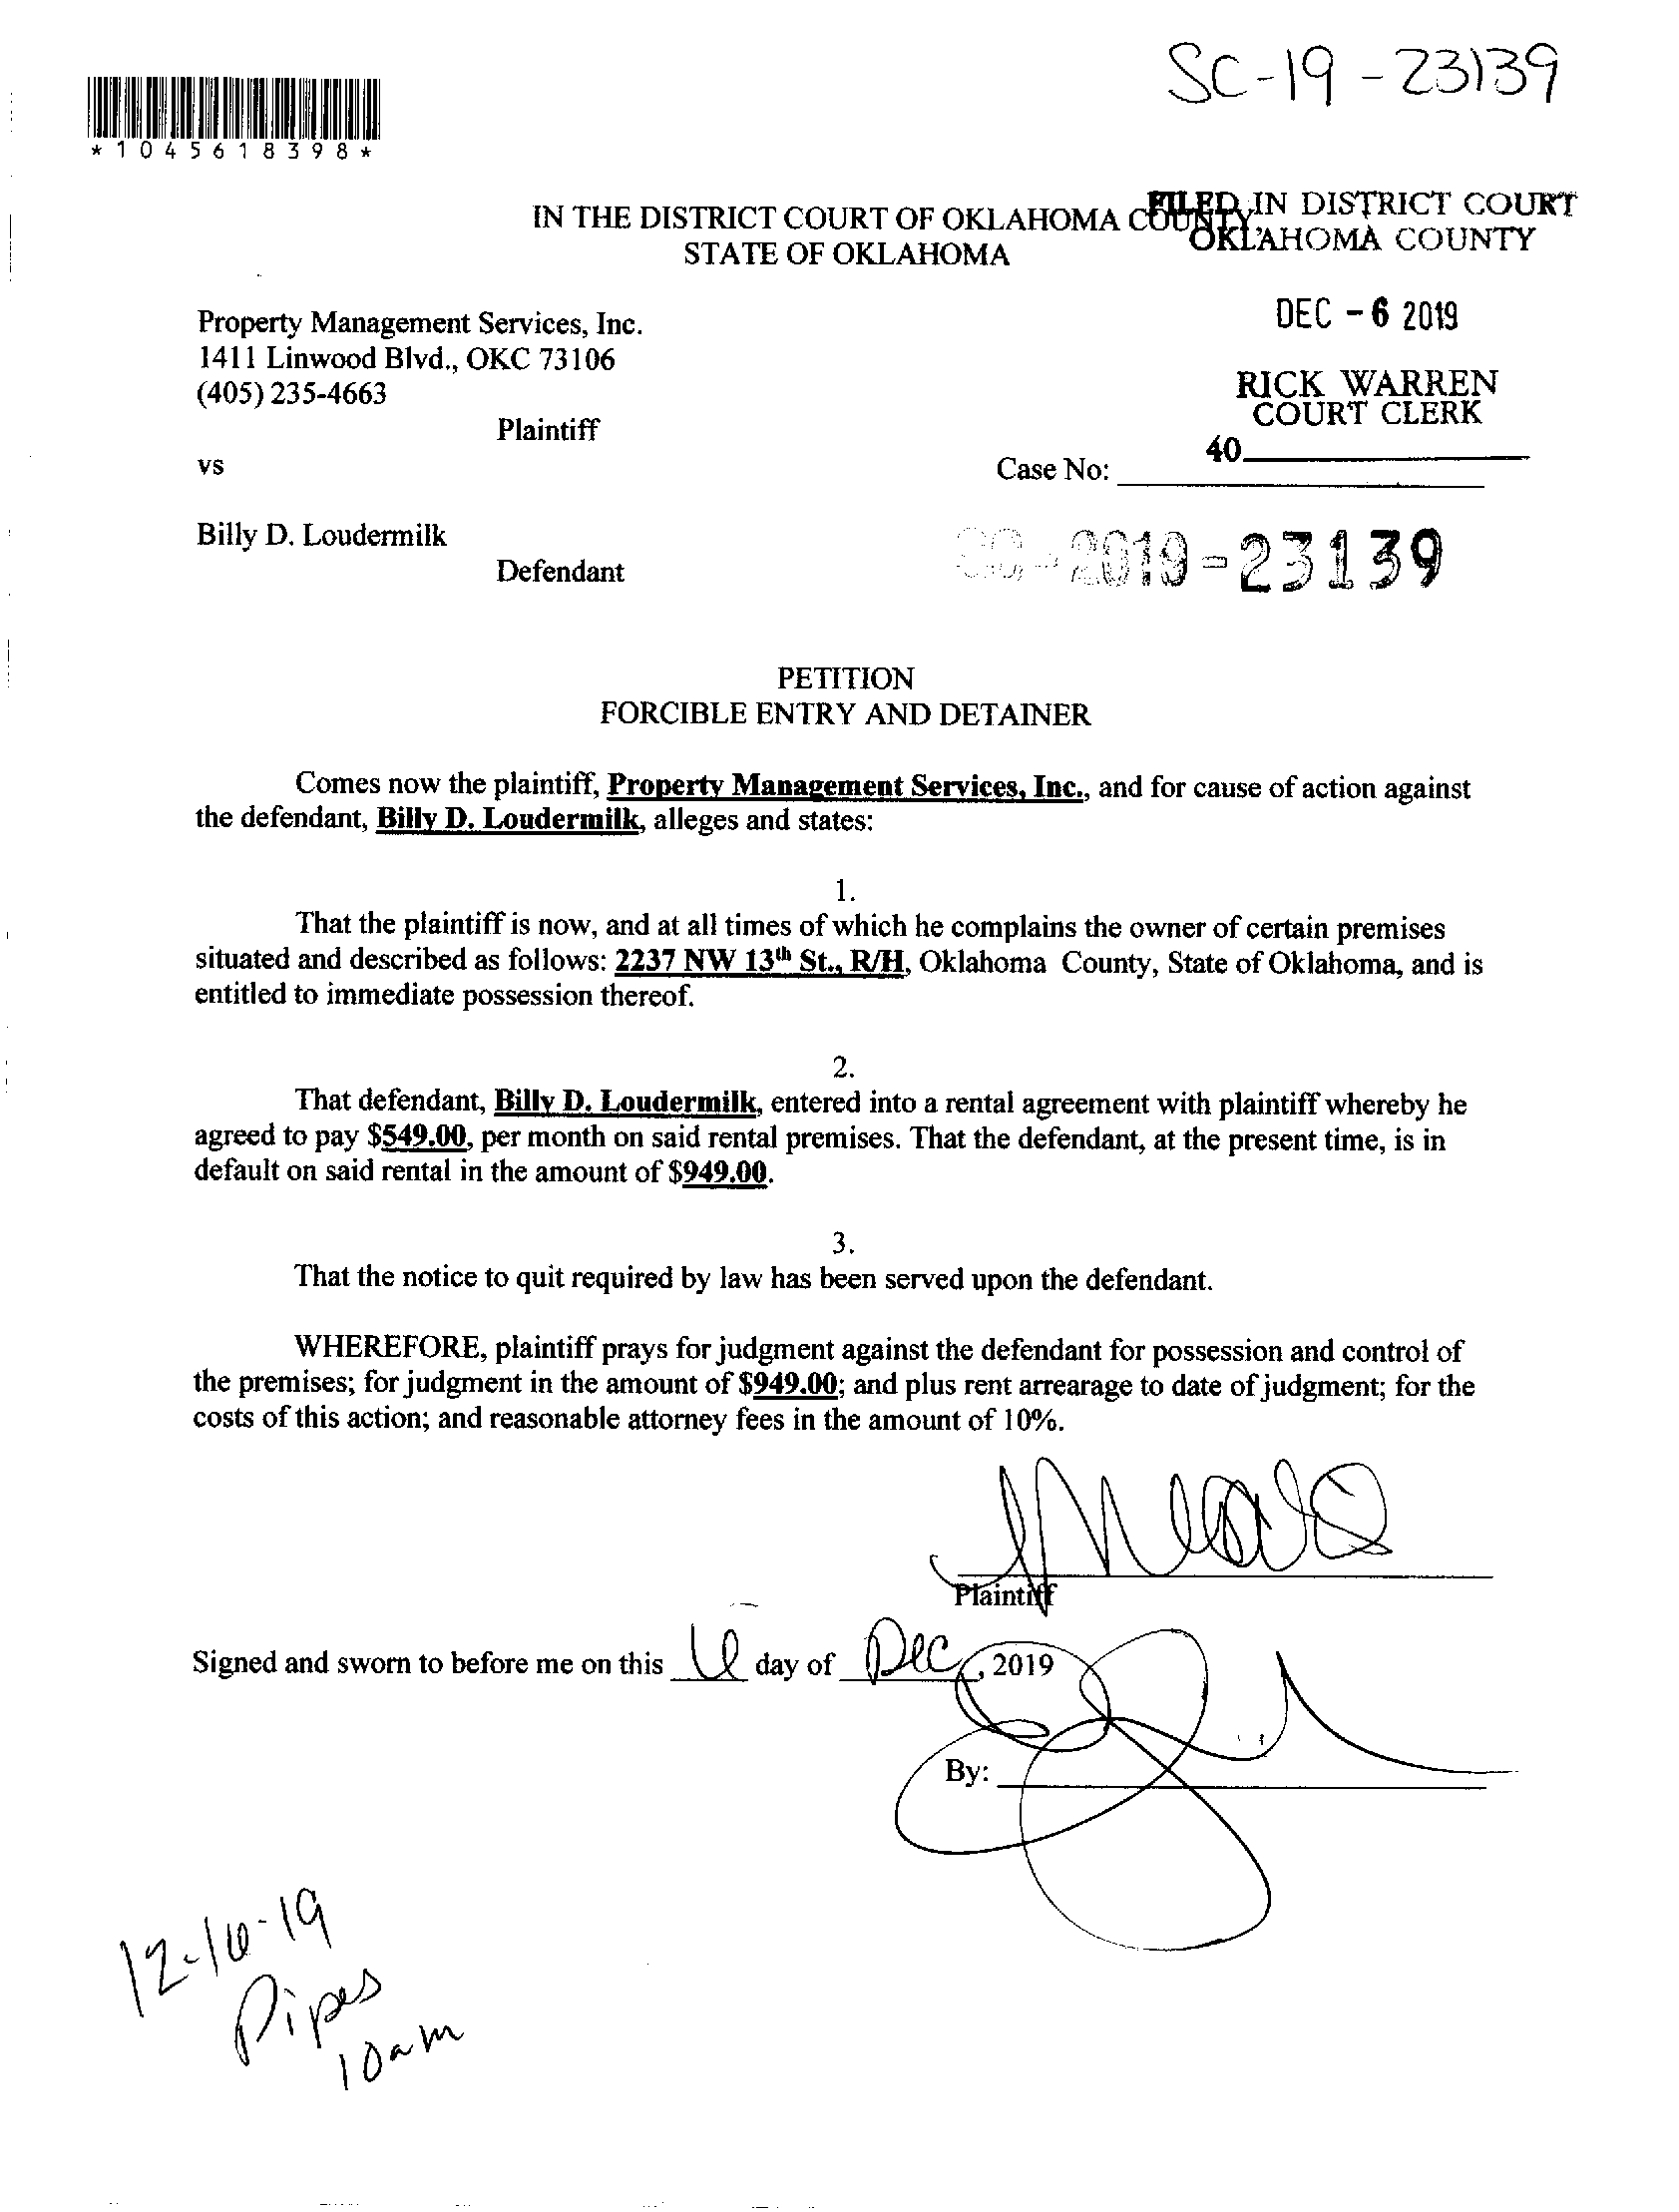 SC-19-23139
*1045618398*
IN THE DISTRICT COURT OF OKLAHOMA COUNTY
STATE OF OKLAHOMA
FILED IN DISTRICT COURT
OKLAHOMA COUNTY
DEC -6 2019
RICK WARREN
COURT CLERK
40
Property Management Services, Inc.
1411 Linwood Blvd., OKC 73106
(405) 235-4663
Plaintiff
vs
Case No:
Billy D. Loudermilk
Defendant
SC-2019-23139
PETITION
FORCIBLE ENTRY AND DETAINER
Comes now the plaintiff, Property Management Services, Inc., and for cause of action against
the defendant, Billy D. Loudermilk, alleges and states:
1.
That the plaintiff is now, and at all times of which he complains the owner of certain premises
situated and described as follows: 2237 NW 13th St., R/H, Oklahoma County, State of Oklahoma, and is
entitled to immediate possession thereof.
2.
That defendant, Billy D. Loudermilk, entered into a rental agreement with plaintiff whereby he
agreed to pay $549.00, per month on said rental premises. That the defendant, at the present time, is in
default on said rental in the amount of $949.00.
3.
That the notice to quit required by law has been served upon the defendant.
WHEREFORE, plaintiff prays for judgment against the defendant for possession and control of
the premises; for judgment in the amount of $949.00; and plus rent arrearage to date of judgment; for the
costs of this action; and reasonable attorney fees in the amount of 10%.
Plaintiff
Signed and sworn to before me on this 6 day of Dec, 2019
By:
12-16-19
Pipes
10am